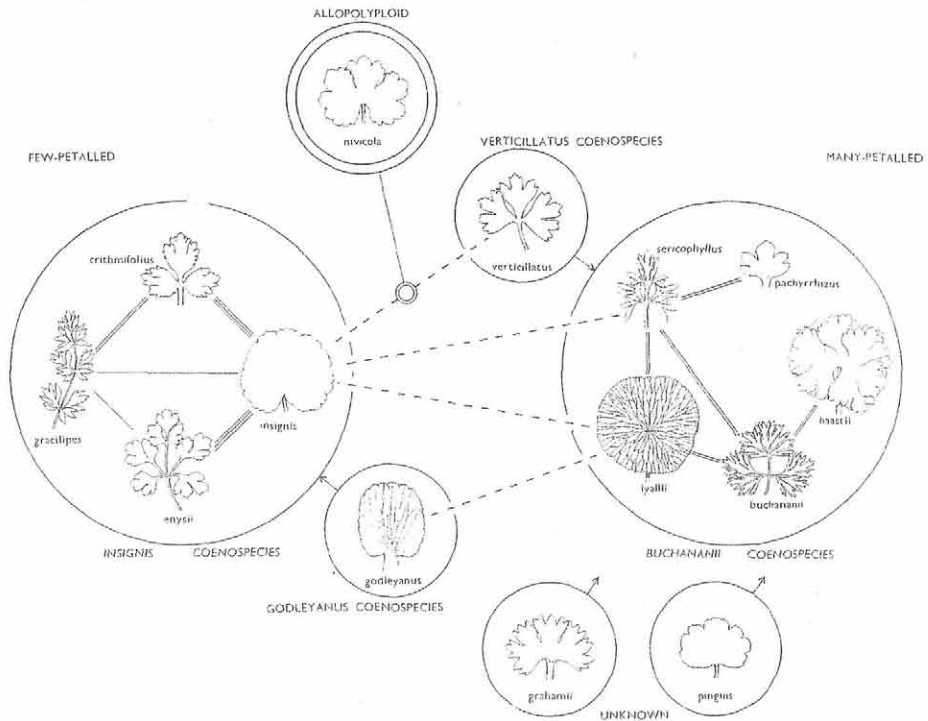 ALLOPOLYPLOID
nivicola
FEW-PETALLED
VERTICILLATUS COENOSPECIES
MANY-PETALLED
verticillatus
crithmifolius
sericophyllus
pachyrrhizus
gracilipes
insignis
haastii
lyallii
buchananii
enysii
INSIGNIS COENOSPECIES
BUCHANANII COENOSPECIES
godleyanus
GODLEYANUS COENOSPECIES
grahamii
pinguis
UNKNOWN